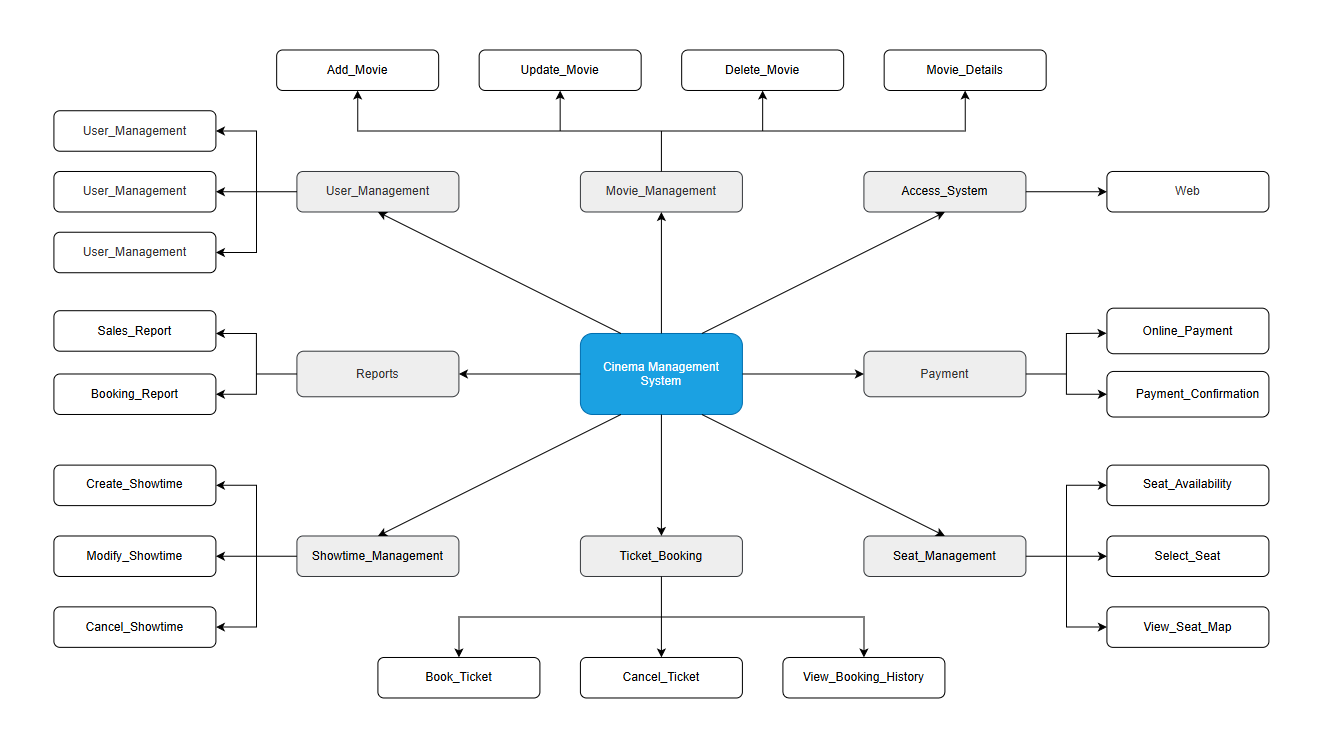 Add_Movie
Update_Movie
Delete_Movie
Movie_Details
User_Management
User_Management
User_Management
User_Management
Movie_Management
Access_System
Web
Sales_Report
Booking_Report
Reports
Cinema Management
System
Payment
Online_Payment
Payment_Confirmation
Create_Showtime
Modify_Showtime
Cancel_Showtime
Showtime_Management
Ticket_Booking
Seat_Management
Seat_Availability
Select_Seat
View_Seat_Map
Book_Ticket
Cancel_Ticket
View_Booking_History